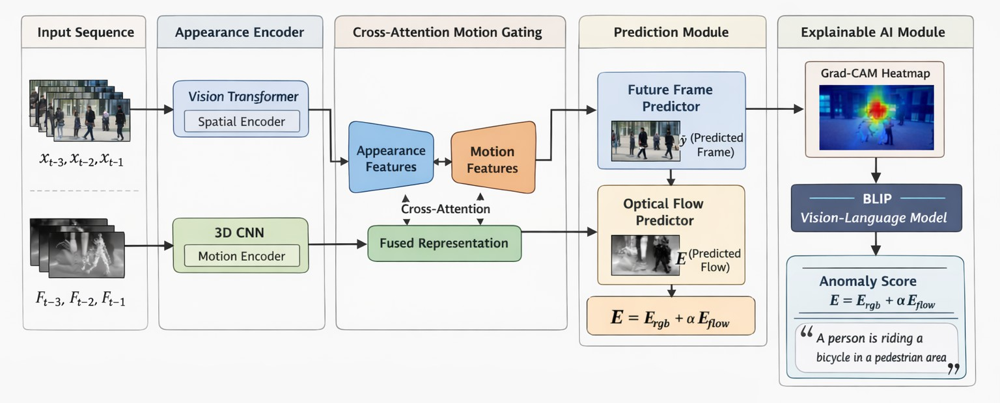 Input Sequence
x_{t−3}, x_{t−2}, x_{t−1}
F_{t−3}, F_{t−2}, F_{t−1}
Appearance Encoder
Vision Transformer
Spatial Encoder
3D CNN
Motion Encoder
Cross-Attention Motion Gating
Appearance
Features
Motion
Features
Cross-Attention
Fused Representation
Prediction Module
Future Frame
Predictor
ŷ (Predicted
Frame)
Optical Flow
Predictor
E (Predicted
Flow)
E = E_{rgb} + α E_{flow}
Explainable AI Module
Grad-CAM Heatmap
BLIP
Vision-Language Model
Anomaly Score
E = E_{rgb} + α E_{flow}
“ A person is riding a
bicycle in a pedestrian area ”